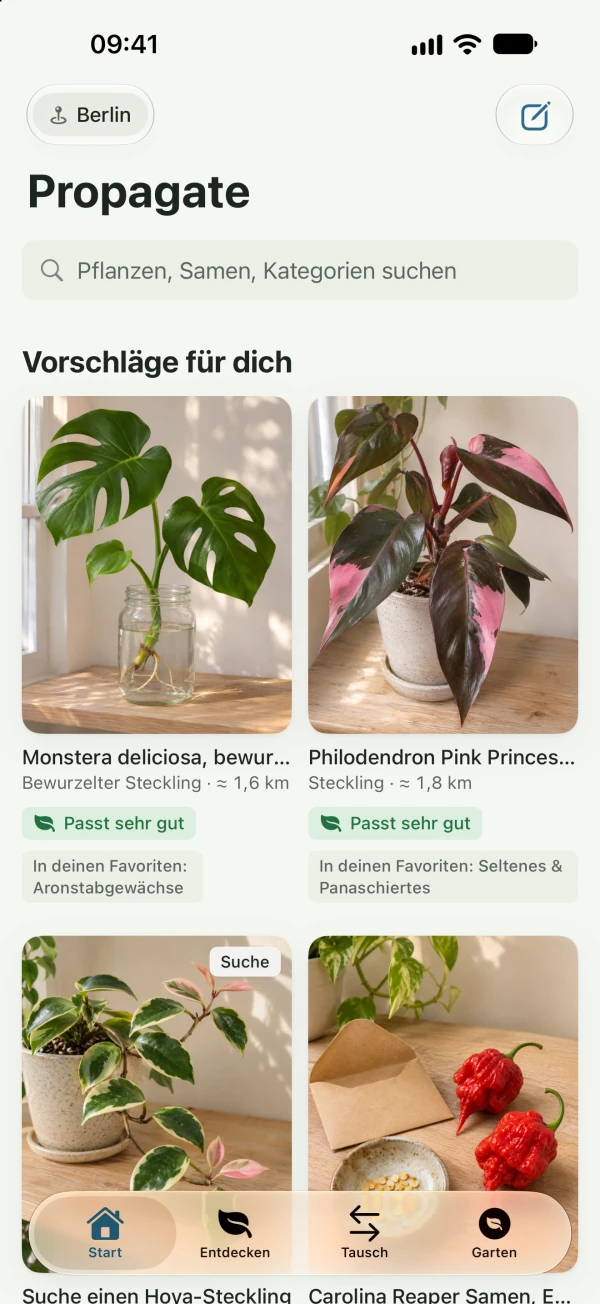 09:41
Berlin
Propagate
Pflanzen, Samen, Kategorien suchen
Vorschläge für dich
Monstera deliciosa, bewur...
Bewurzelter Steckling · ≈ 1,6 km
Passt sehr gut
In deinen Favoriten:
Aronstabgewächse
Philodendron Pink Princes...
Steckling · ≈ 1,8 km
Passt sehr gut
In deinen Favoriten: Seltenes &
Panaschiertes
Suche
Start
Entdecken
Tausch
Garten
Suche einen Hoya-Steckling
Carolina Reaper Samen, E...